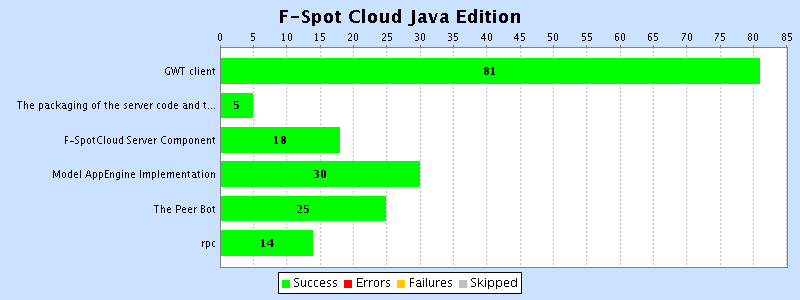 F-Spot Cloud Java Edition
0 5 10 15 20 25 30 35 40 45 50 55 60 65 70 75 80 85
GWT client 81
The packaging of the server code and t... 5
F-SpotCloud Server Component 18
Model AppEngine Implementation 30
The Peer Bot 25
rpc 14
Success Errors Failures Skipped